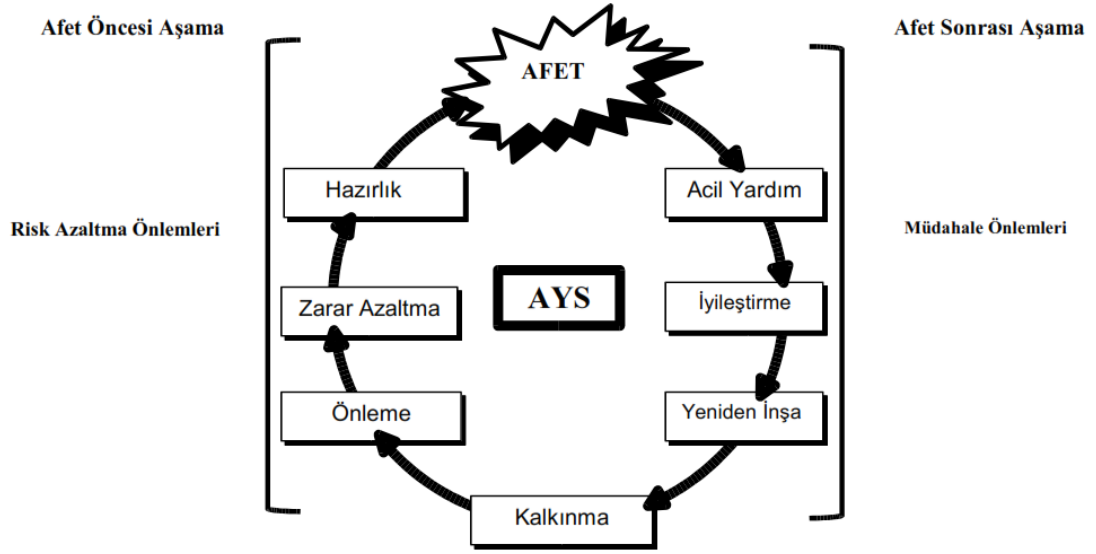 Afet Öncesi Aşama
Afet Sonrası Aşama
AFET
Hazırlık
Acil Yardım
Risk Azaltma Önlemleri
Müdahale Önlemleri
Zarar Azaltma
AYS
İyileştirme
Önleme
Yeniden İnşa
Kalkınma